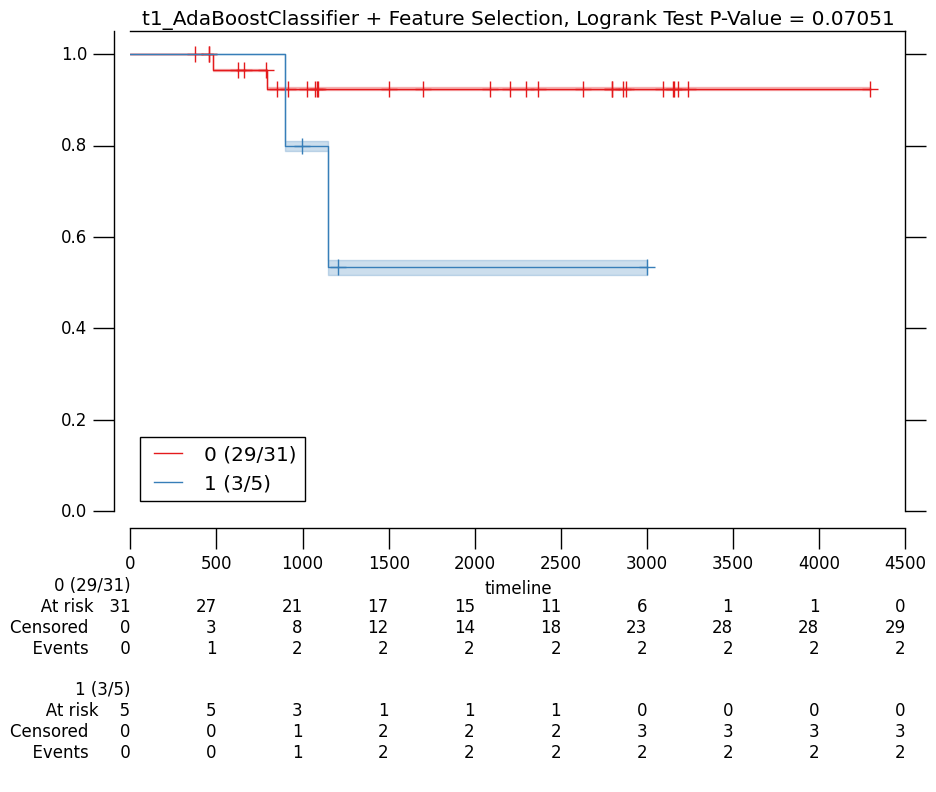 t1_AdaBoostClassifier + Feature Selection, Logrank Test P-Value = 0.07051
1.0
0.8
0.6
0.4
0.2
0.0
0 (29/31)
1 (3/5)
0 500 1000 1500 2000 2500 3000 3500 4000 4500
timeline
0 (29/31)
At risk 31 27 21 17 15 11 6 1 1 0
Censored 0 3 8 12 14 18 23 28 28 29
Events 0 1 2 2 2 2 2 2 2 2
1 (3/5)
At risk 5 5 3 1 1 1 0 0 0 0
Censored 0 0 1 2 2 2 3 3 3 3
Events 0 0 1 2 2 2 2 2 2 2